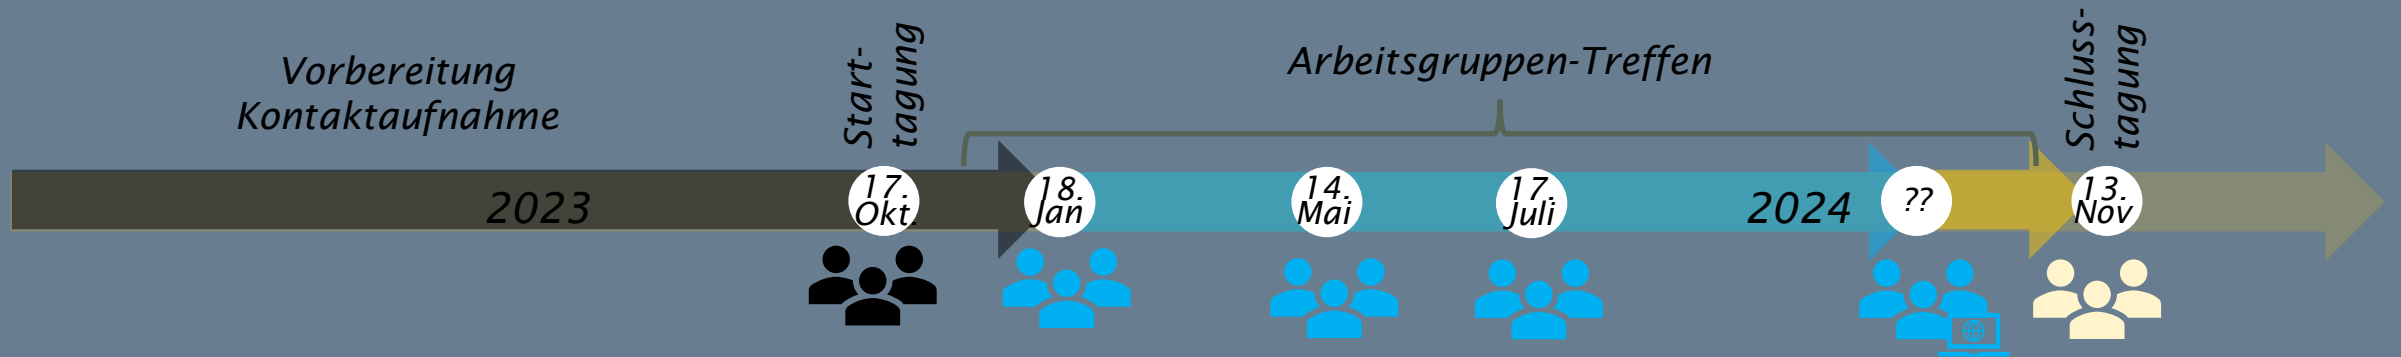 Vorbereitung
Kontaktaufnahme
Start-
tagung
Arbeitsgruppen-Treffen
Schluss-
tagung
2023
17.
Okt.
18.
Jan
14.
Mai
17.
Juli
2024
??
13.
Nov